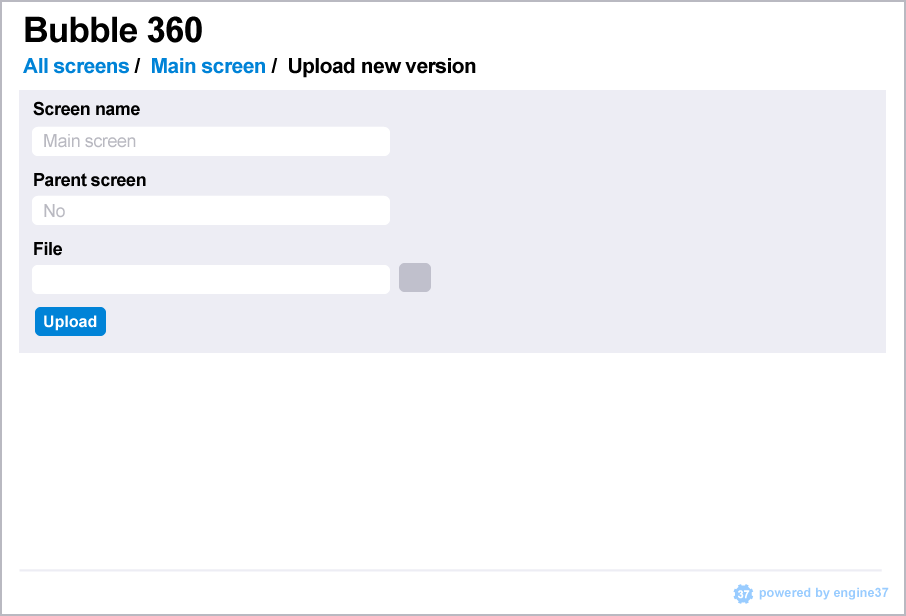 Bubble 360
All screens / Main screen / Upload new version
Screen name
Main screen
Parent screen
No
File
Upload
37 powered by engine37